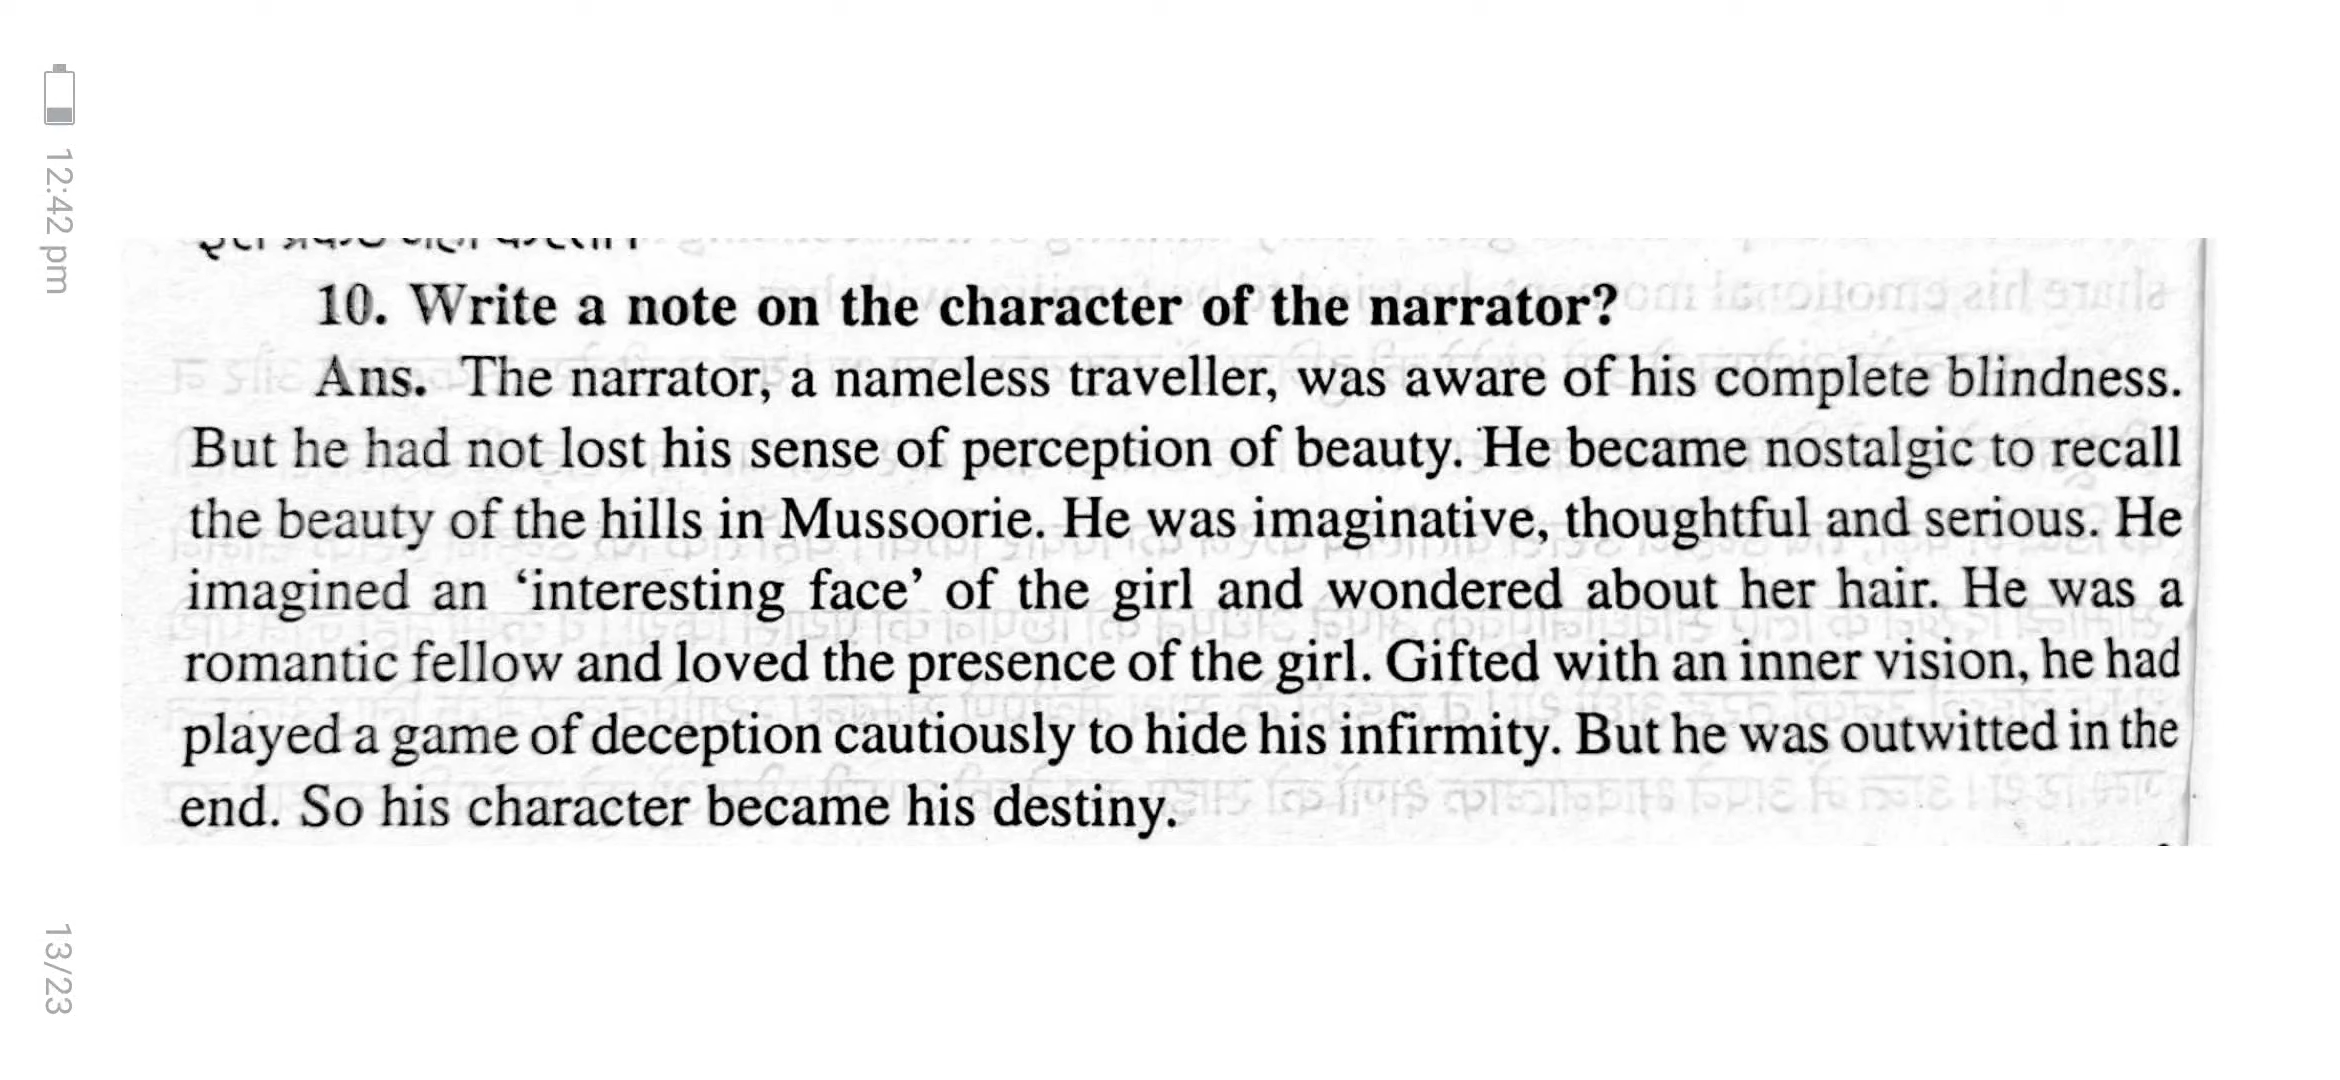 12:42 pm
10. Write a note on the character of the narrator?
Ans. The narrator, a nameless traveller, was aware of his complete blindness.
But he had not lost his sense of perception of beauty. He became nostalgic to recall
the beauty of the hills in Mussoorie. He was imaginative, thoughtful and serious. He
imagined an ‘interesting face’ of the girl and wondered about her hair. He was a
romantic fellow and loved the presence of the girl. Gifted with an inner vision, he had
played a game of deception cautiously to hide his infirmity. But he was outwitted in the
end. So his character became his destiny.
13/23